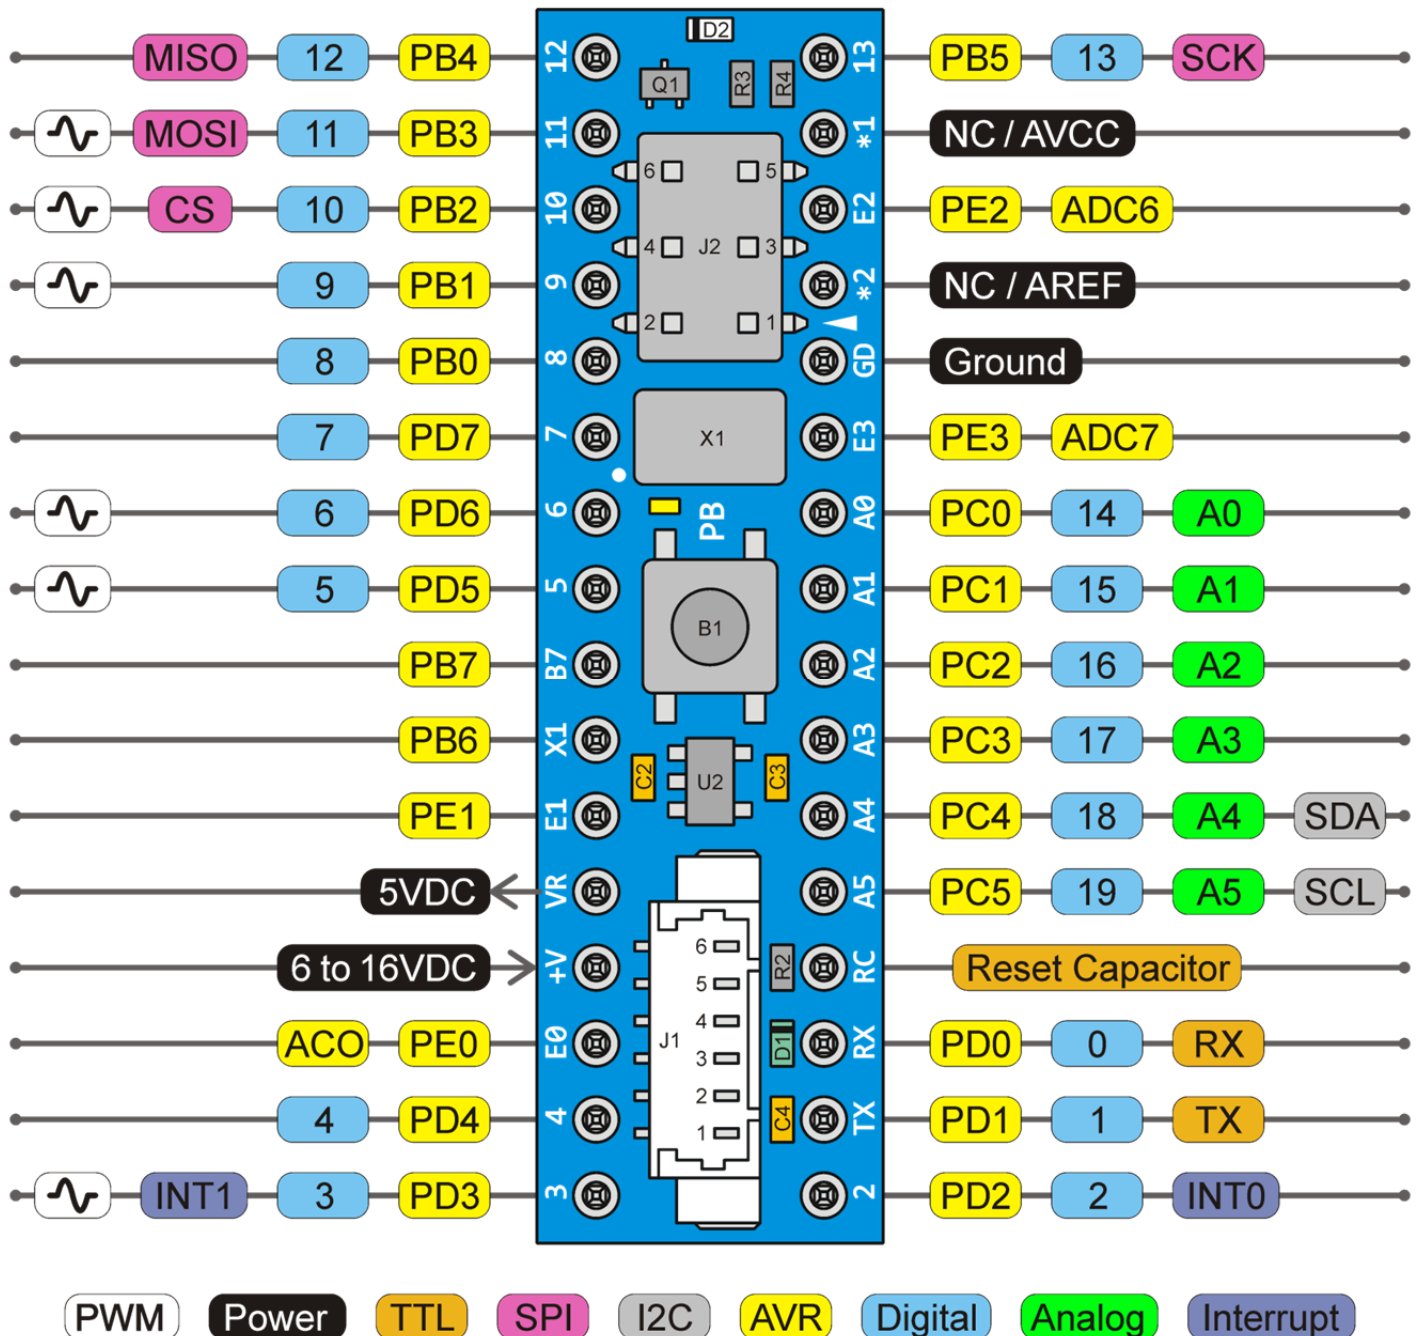 D2
MISO 12 PB4 12 13 PB5 13 SCK
Q1 R3 R4
MOSI 11 PB3 11 *1 NC / AVCC
6 5
CS 10 PB2 10 E2 PE2 ADC6
4 J2 3
9 PB1 9 *2 NC / AREF
2 1
8 PB0 8 GD Ground
7 PD7 7 X1 E3 PE3 ADC7
6 PD6 6 PB A0 PC0 14 A0
5 PD5 5 A1 PC1 15 A1
B1
PB7 B7 A2 PC2 16 A2
PB6 X1 A3 PC3 17 A3
C2 U2 C3
PE1 E1 A4 PC4 18 A4 SDA
5VDC VR A5 PC5 19 A5 SCL
6
6 to 16VDC +V R2 RC Reset Capacitor
5
4
ACO PE0 E0 J1 D1 RX PD0 0 RX
3
2
4 PD4 4 C4 TX PD1 1 TX
1
INT1 3 PD3 3 2 PD2 2 INT0
PWM Power TTL SPI I2C AVR Digital Analog Interrupt